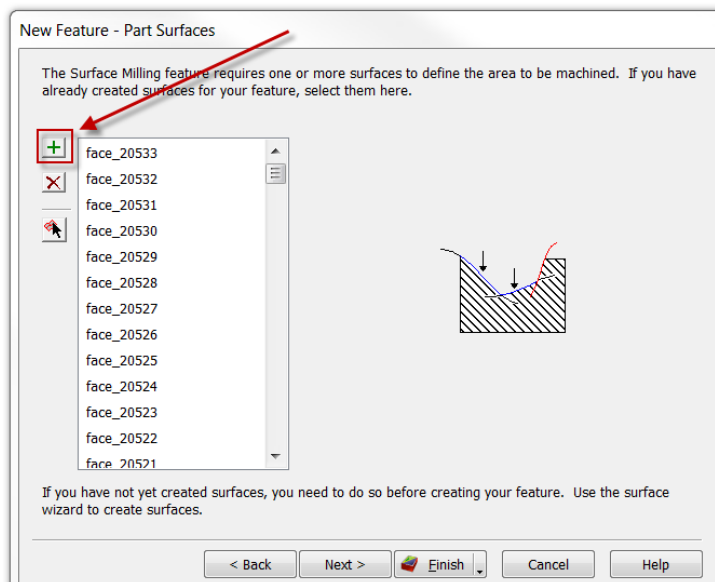 New Feature - Part Surfaces
The Surface Milling feature requires one or more surfaces to define the area to be machined.  If you have
already created surfaces for your feature, select them here.
face_20533
face_20532
face_20531
face_20530
face_20529
face_20528
face_20527
face_20526
face_20525
face_20524
face_20523
face_20522
face_20521
If you have not yet created surfaces, you need to do so before creating your feature.  Use the surface
wizard to create surfaces.
< Back
Next >
Finish
Cancel
Help